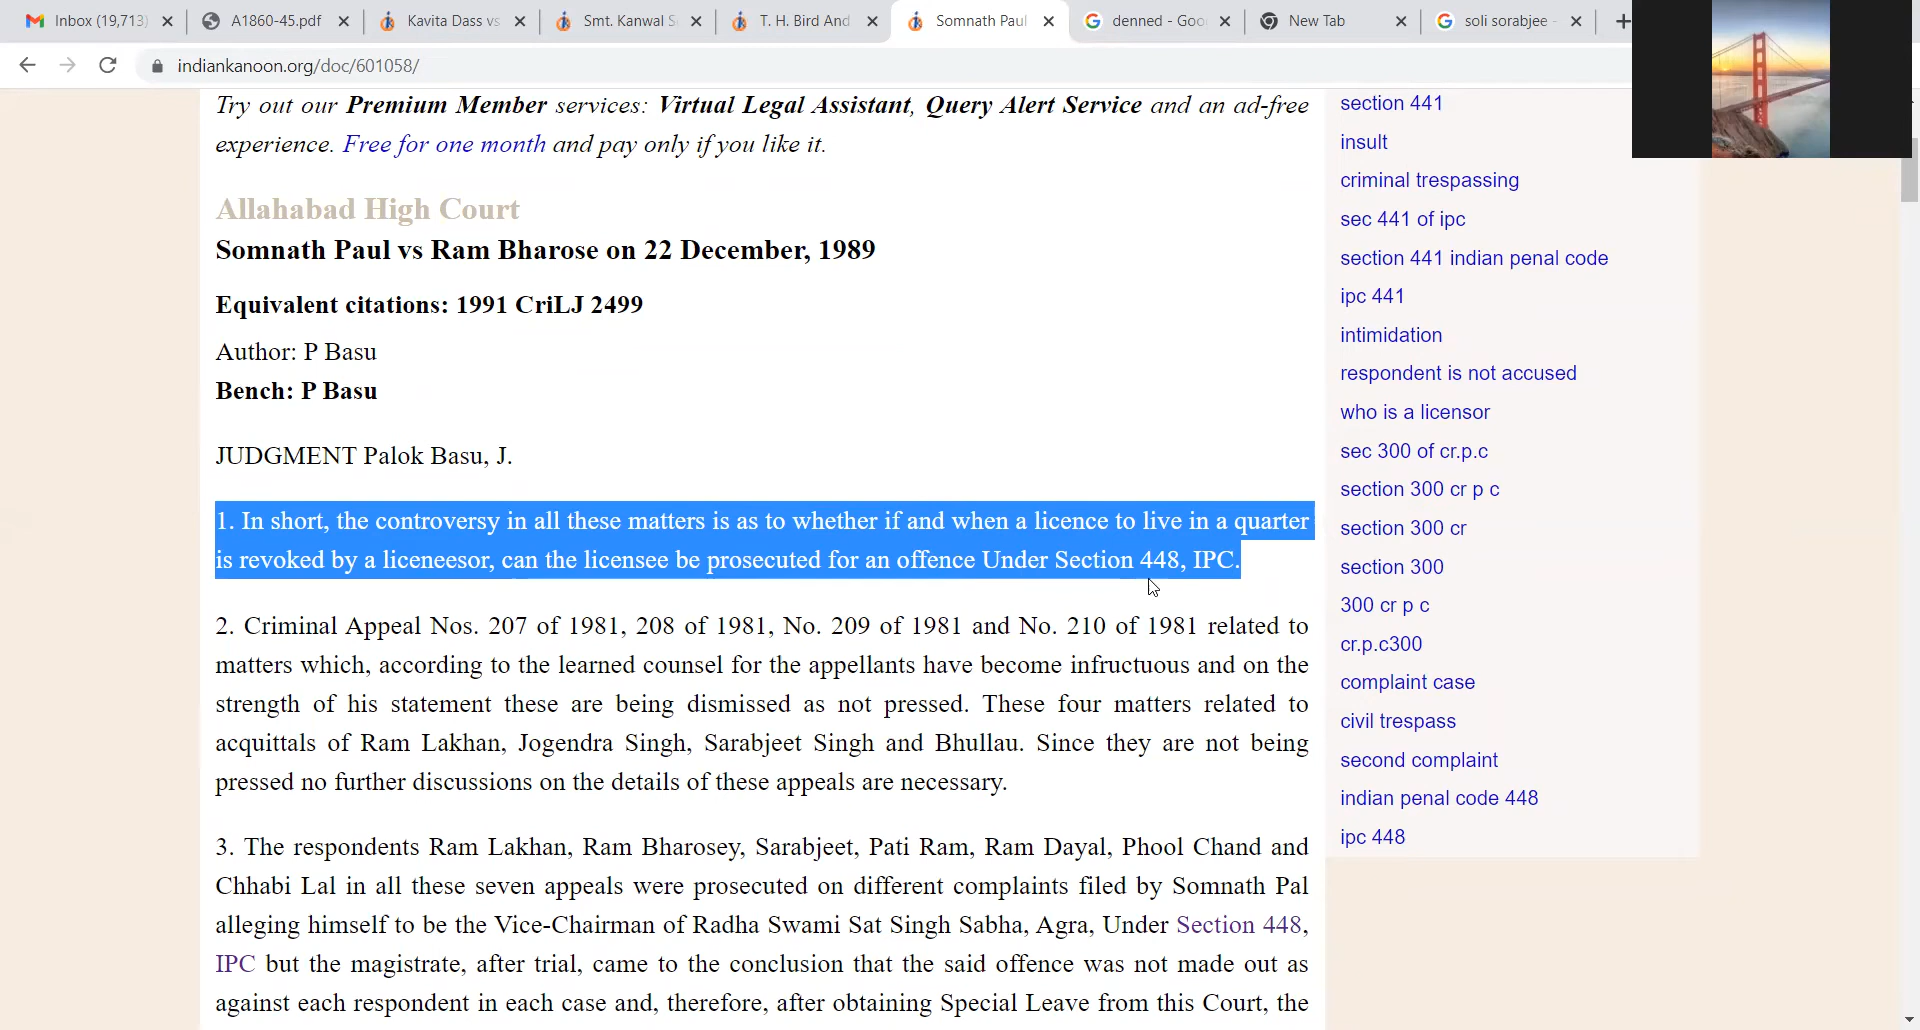 Inbox (19,713)
A1860-45.pdf
Kavita Dass vs
Smt. Kanwal S
T. H. Bird And
Somnath Paul
denned - Goo
New Tab
soli sorabjee -
indiankanoon.org/doc/601058/
Try out our Premium Member services: Virtual Legal Assistant, Query Alert Service and an ad-free
experience. Free for one month and pay only if you like it.
Allahabad High Court
Somnath Paul vs Ram Bharose on 22 December, 1989
Equivalent citations: 1991 CriLJ 2499
Author: P Basu
Bench: P Basu
JUDGMENT Palok Basu, J.
1. In short, the controversy in all these matters is as to whether if and when a licence to live in a quarter
is revoked by a liceneesor, can the licensee be prosecuted for an offence Under Section 448, IPC.
2. Criminal Appeal Nos. 207 of 1981, 208 of 1981, No. 209 of 1981 and No. 210 of 1981 related to
matters which, according to the learned counsel for the appellants have become infructuous and on the
strength of his statement these are being dismissed as not pressed. These four matters related to
acquittals of Ram Lakhan, Jogendra Singh, Sarabjeet Singh and Bhullau. Since they are not being
pressed no further discussions on the details of these appeals are necessary.
3. The respondents Ram Lakhan, Ram Bharosey, Sarabjeet, Pati Ram, Ram Dayal, Phool Chand and
Chhabi Lal in all these seven appeals were prosecuted on different complaints filed by Somnath Pal
alleging himself to be the Vice-Chairman of Radha Swami Sat Singh Sabha, Agra, Under Section 448,
IPC but the magistrate, after trial, came to the conclusion that the said offence was not made out as
against each respondent in each case and, therefore, after obtaining Special Leave from this Court, the
section 441
insult
criminal trespassing
sec 441 of ipc
section 441 indian penal code
ipc 441
intimidation
respondent is not accused
who is a licensor
sec 300 of cr.p.c
section 300 cr p c
section 300 cr
section 300
300 cr p c
cr.p.c300
complaint case
civil trespass
second complaint
indian penal code 448
ipc 448